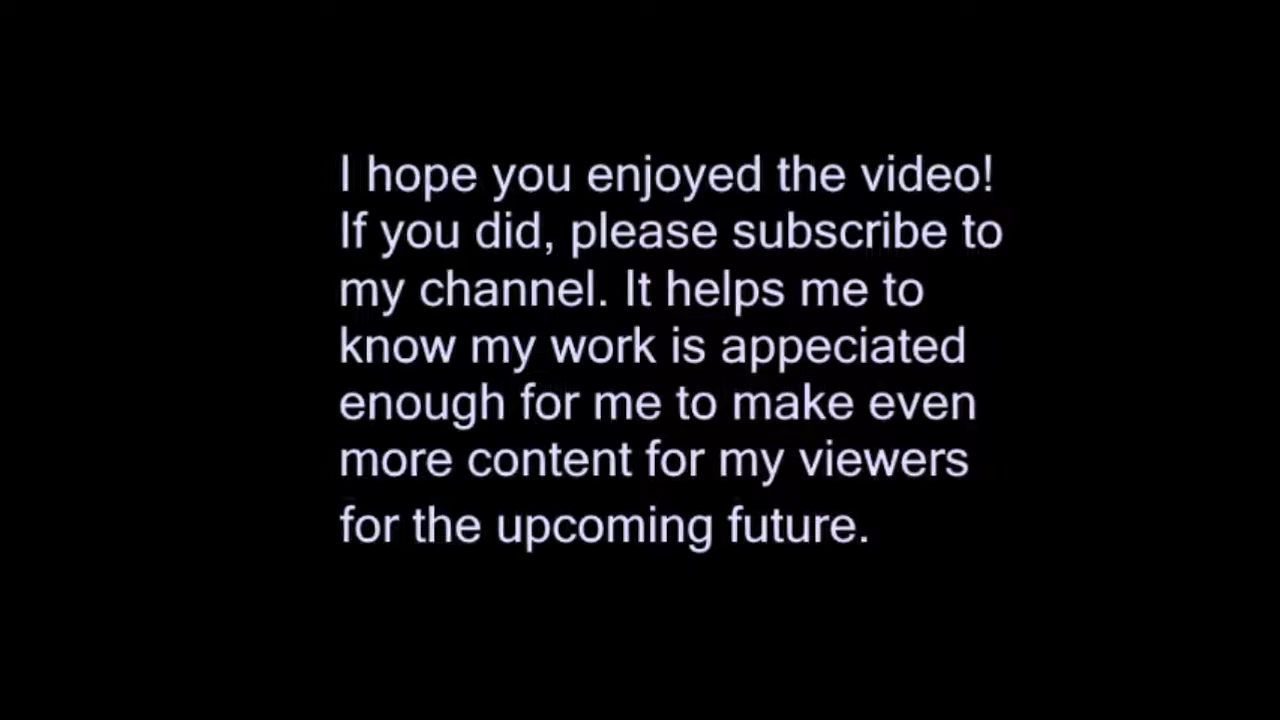 I hope you enjoyed the video!
If you did, please subscribe to
my channel. It helps me to
know my work is appeciated
enough for me to make even
more content for my viewers
for the upcoming future.